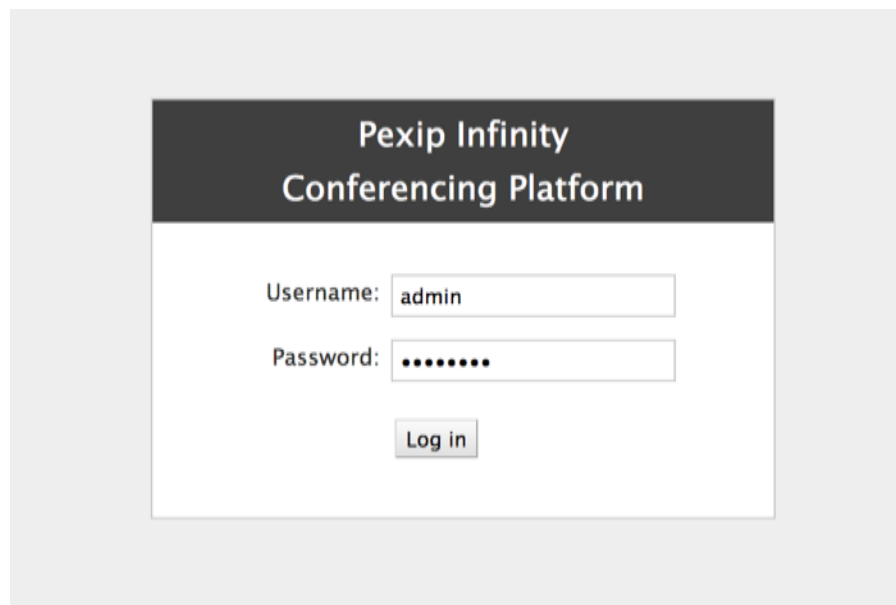 Pexip Infinity
Conferencing Platform
Username: admin
Password: ••••••••
Log in